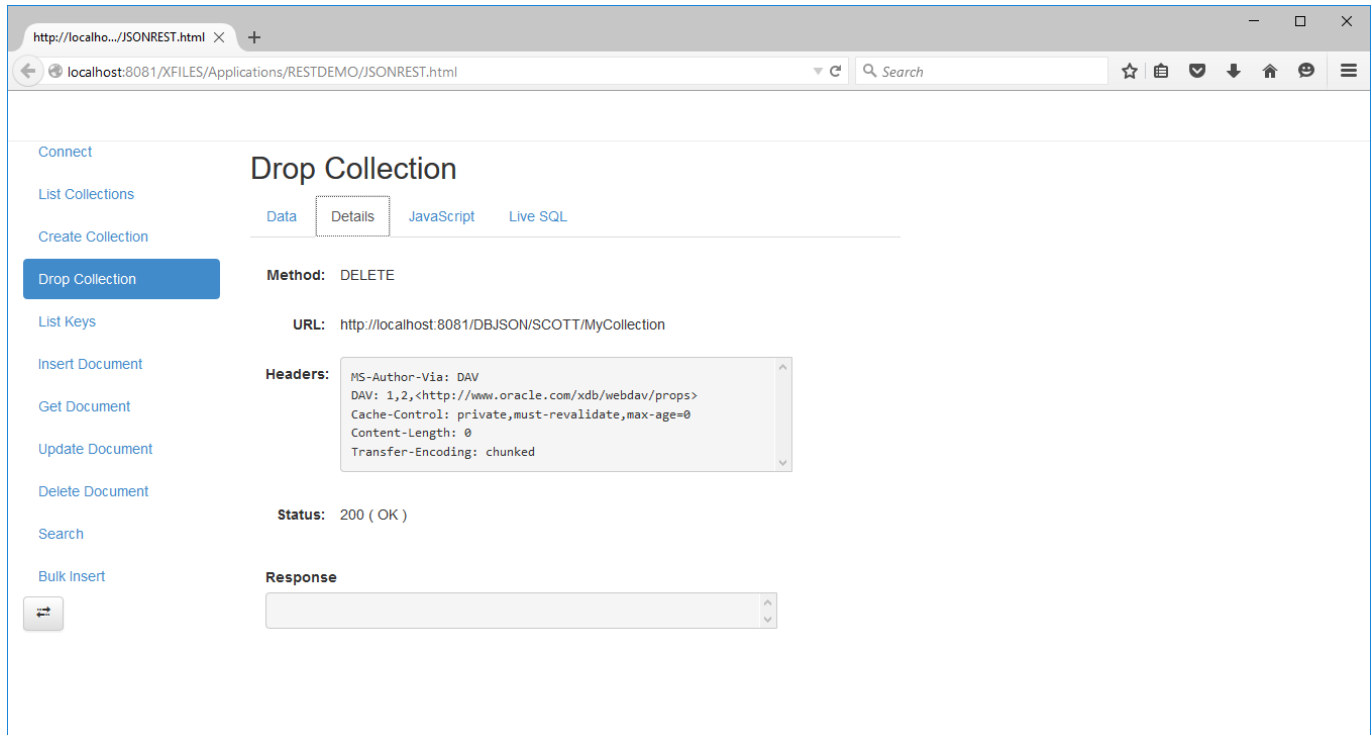 http://localho.../JSONREST.html
localhost:8081/XFILES/Applications/RESTDEMO/JSONREST.html
Search
Connect
List Collections
Create Collection
Drop Collection
List Keys
Insert Document
Get Document
Update Document
Delete Document
Search
Bulk Insert
Drop Collection
Data Details JavaScript Live SQL
Method: DELETE
URL: http://localhost:8081/DBJSON/SCOTT/MyCollection
Headers:
MS-Author-Via: DAV
DAV: 1,2,<http://www.oracle.com/xdb/webdav/props>
Cache-Control: private,must-revalidate,max-age=0
Content-Length: 0
Transfer-Encoding: chunked
Status: 200 ( OK )
Response